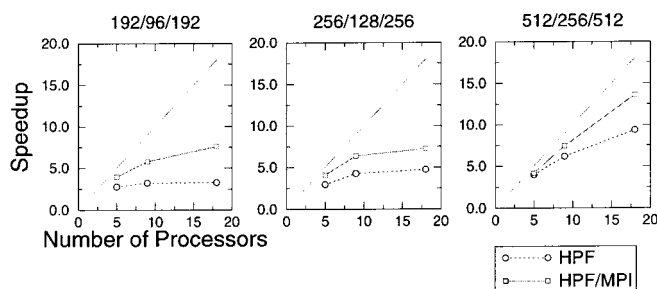 192/96/192 256/128/256 512/256/512
20.0 20.0 20.0
15.0 15.0 15.0
10.0 10.0 10.0
5.0 5.0 5.0
0.0 0.0 0.0
0 5 10 15 20 0 5 10 15 20 0 5 10 15 20
Speedup
Number of Processors
HPF
HPF/MPI